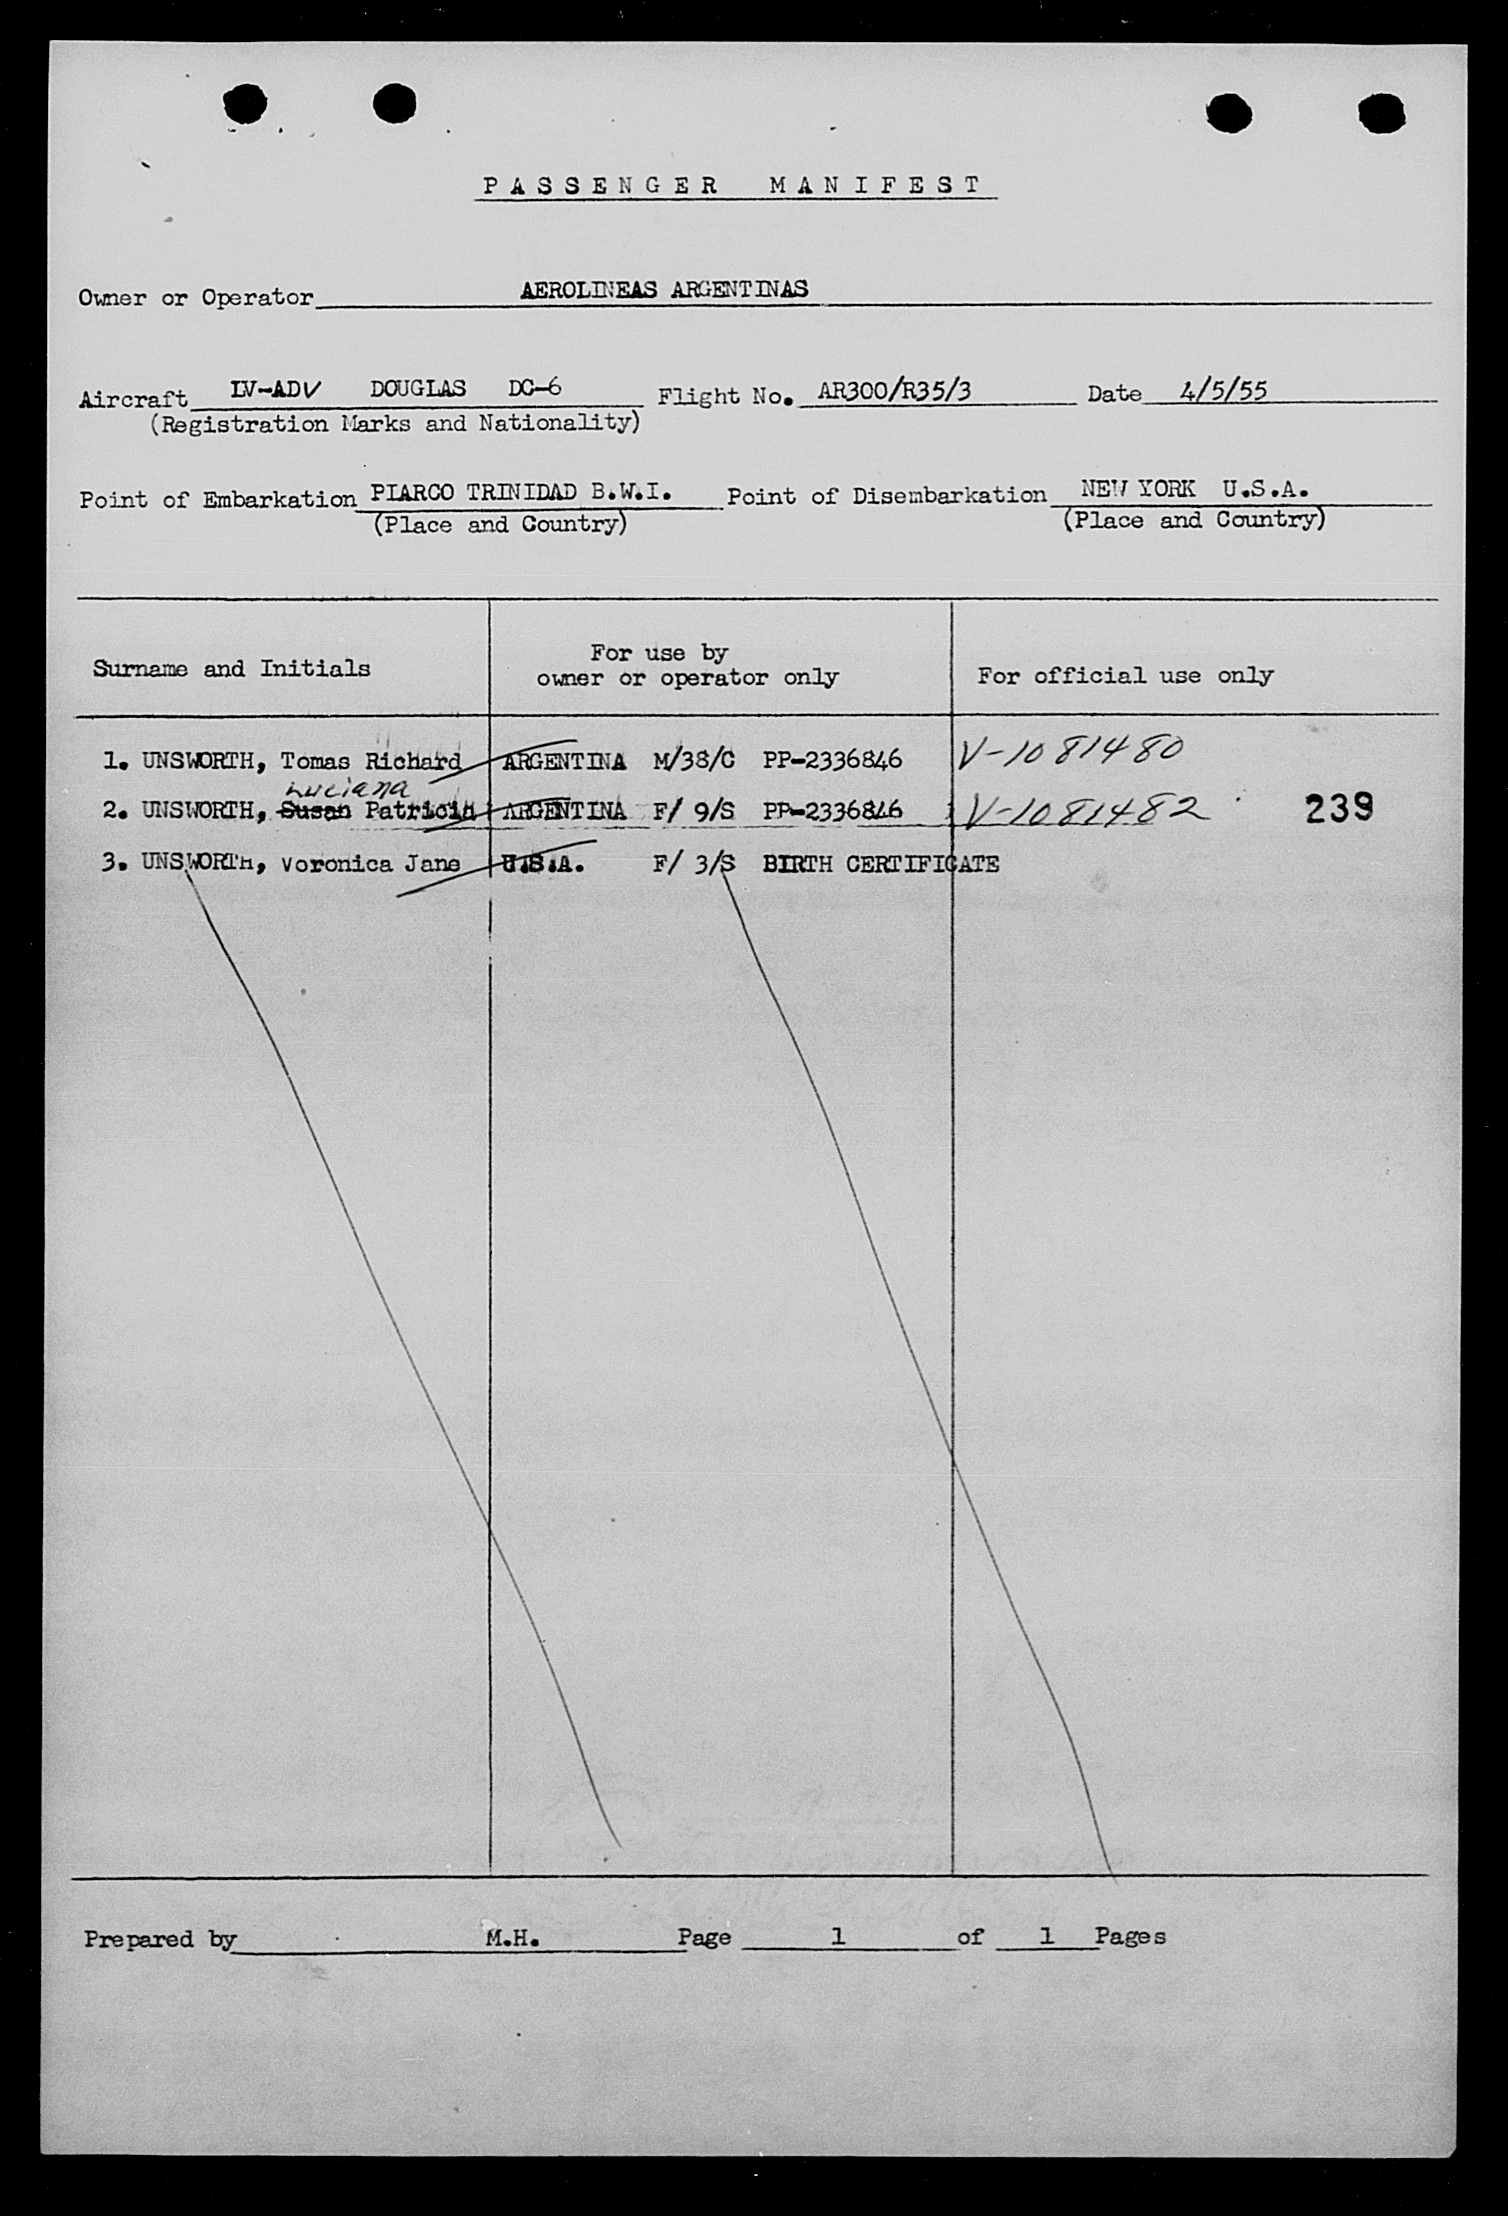 PASSENGER MANIFEST
Owner or Operator AEROLINEAS ARGENTINAS
Aircraft LV-ADV DOUGLAS DC-6 Flight No. AR300/R35/3 Date 4/5/55
(Registration Marks and Nationality)
Point of Embarkation PIARCO TRINIDAD B.W.I. Point of Disembarkation NEW YORK U.S.A.
(Place and Country) (Place and Country)
Surname and Initials For use by owner or operator only For official use only
1. UNSWORTH, Tomas Richard ARGENTINA M/38/C PP-2336846 V-1081480
Luciana
2. UNSWORTH, Susan Patricia ARGENTINA F/ 9/S PP-2336846 V-1081482 239
3. UNSWORTH, Voronica Jane U.S.A. F/ 3/S BIRTH CERTIFICATE
Prepared by M.H. Page 1 of 1 Pages